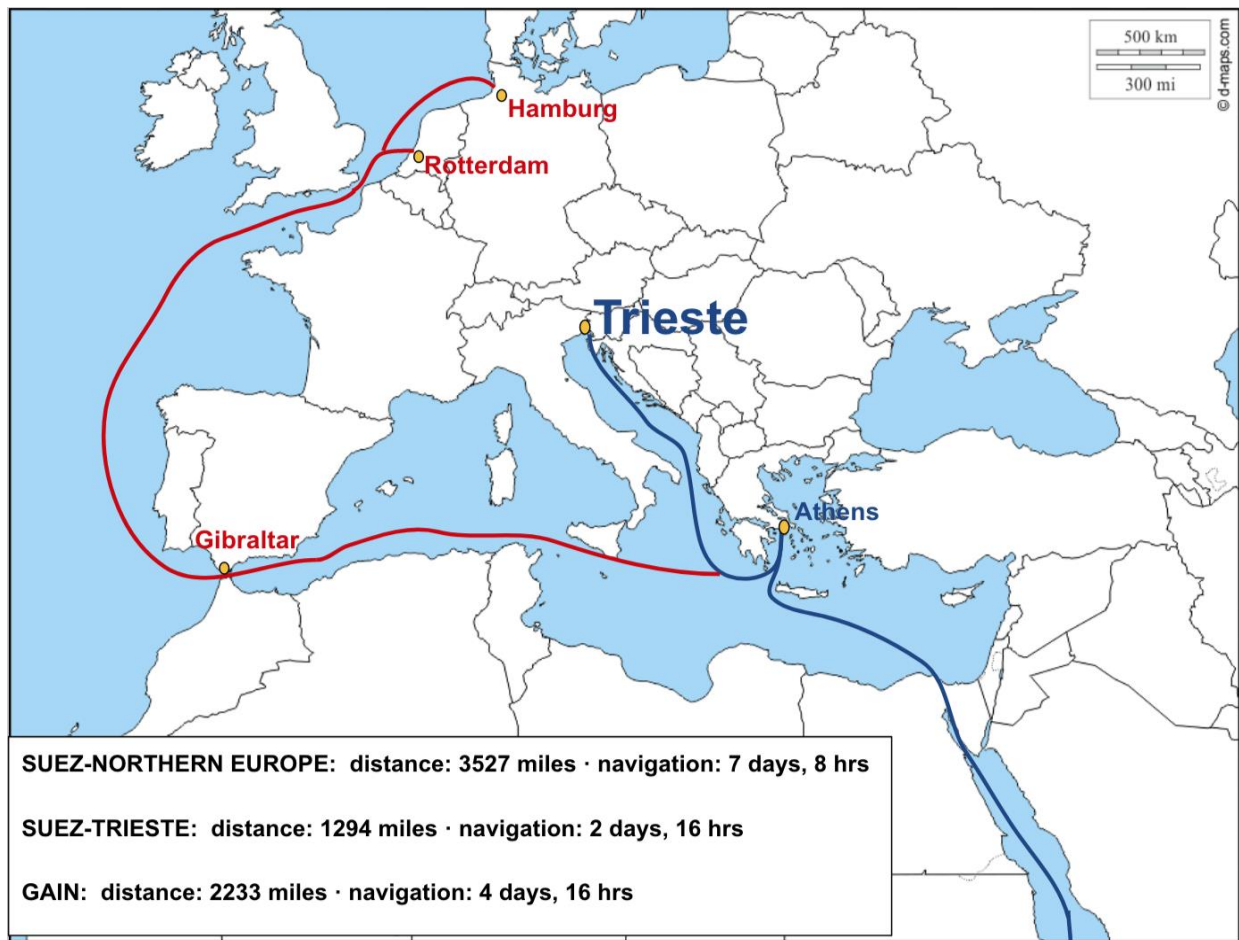 500 km
300 mi
© d-maps.com
Hamburg
Rotterdam
Trieste
Athens
Gibraltar
SUEZ-NORTHERN EUROPE: distance: 3527 miles · navigation: 7 days, 8 hrs
SUEZ-TRIESTE: distance: 1294 miles · navigation: 2 days, 16 hrs
GAIN: distance: 2233 miles · navigation: 4 days, 16 hrs